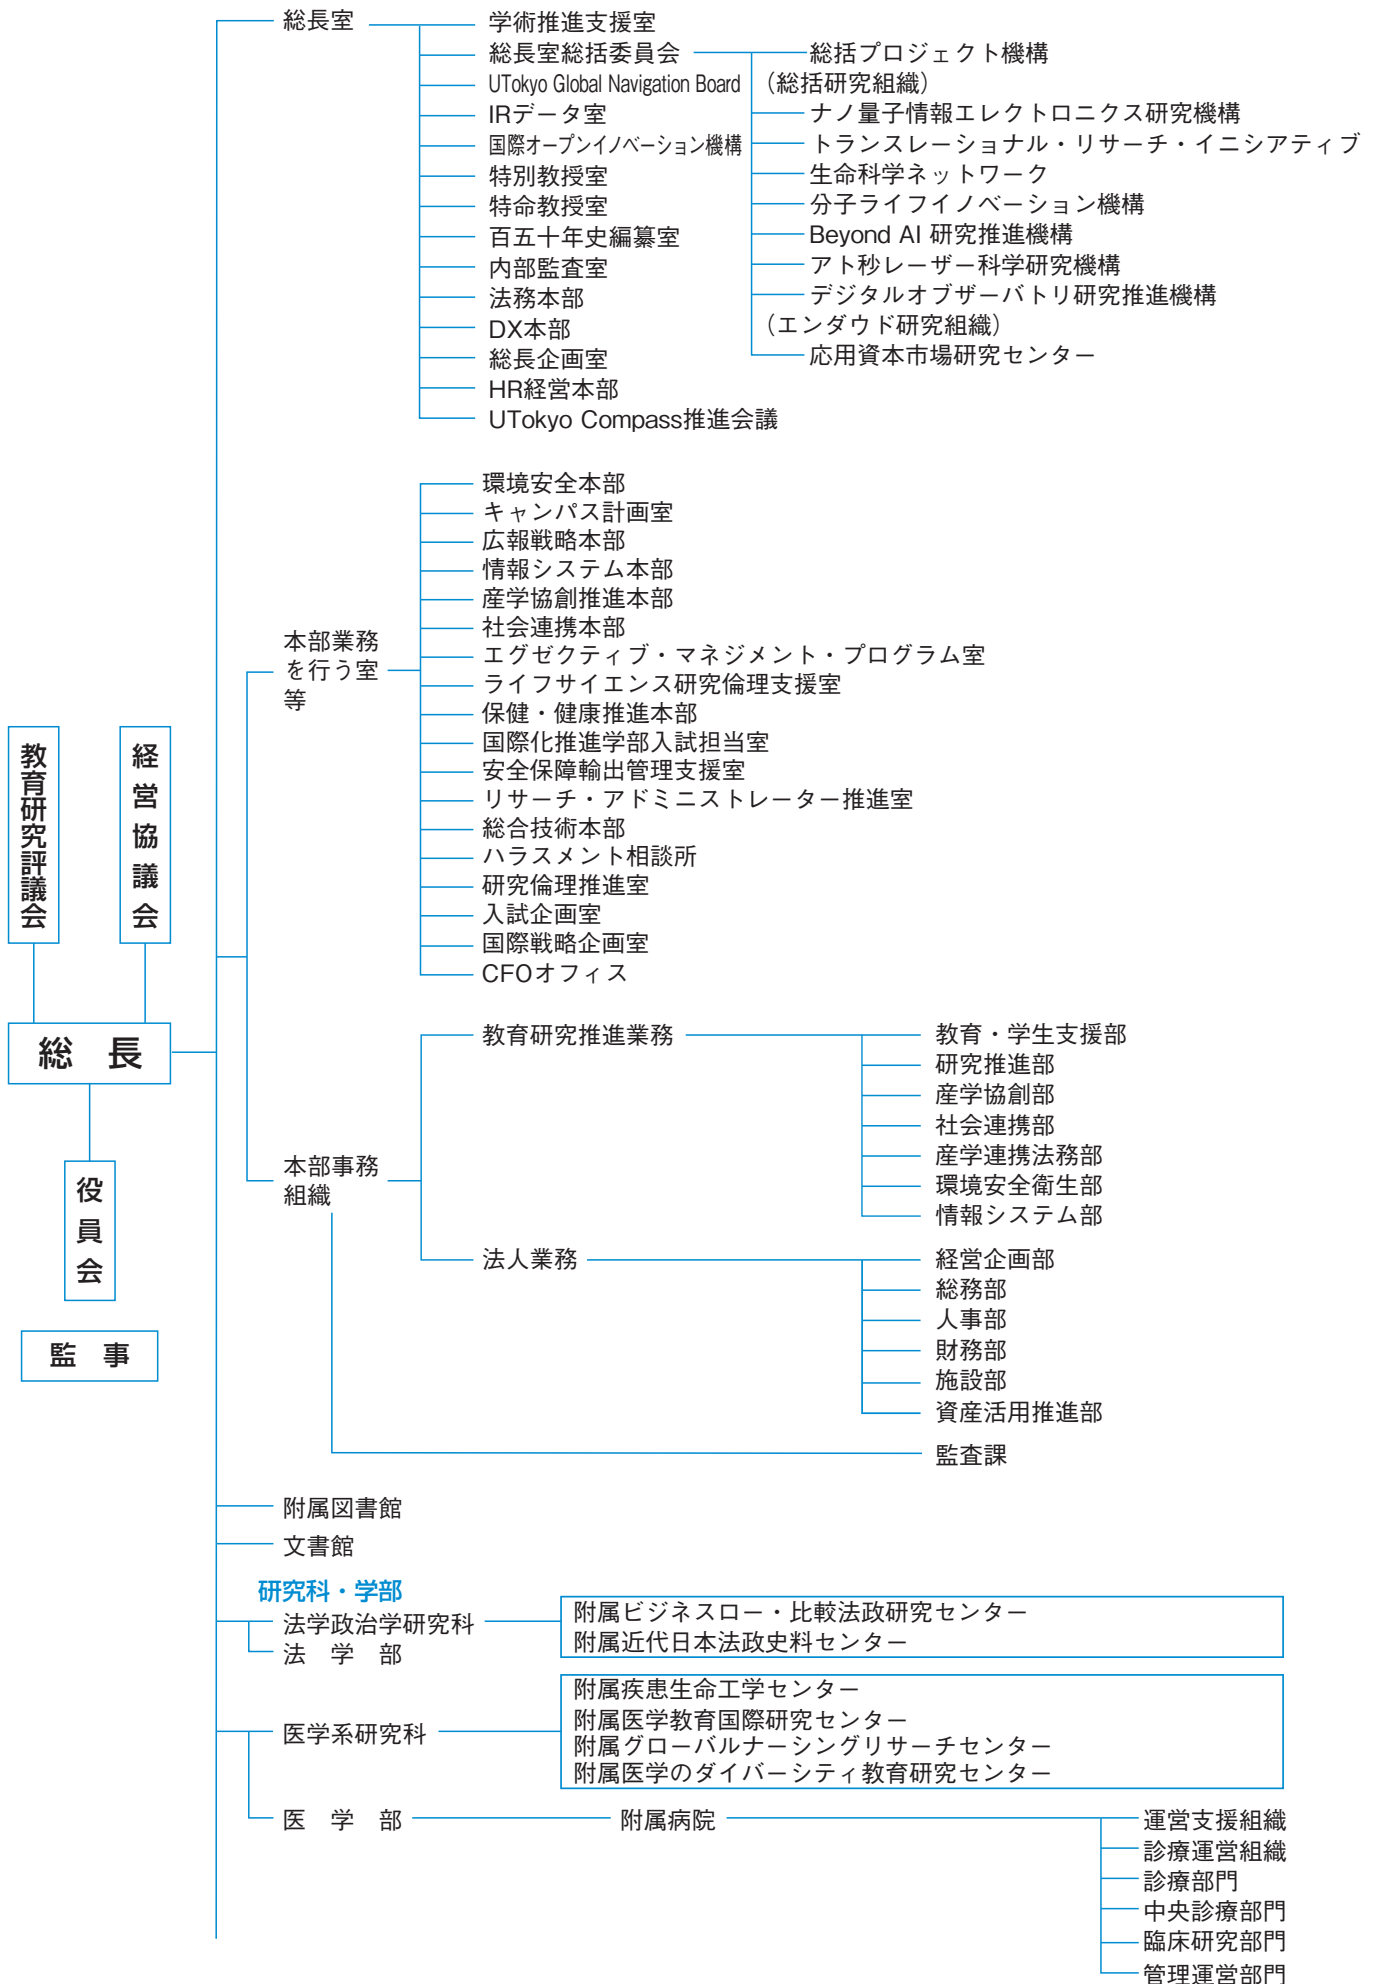 総長室
学術推進支援室
総長室総括委員会
UTokyo Global Navigation Board
IRデータ室
国際オープンイノベーション機構
特別教授室
特命教授室
百五十年史編纂室
内部監査室
法務本部
DX本部
総長企画室
HR経営本部
UTokyo Compass推進会議
総括プロジェクト機構
(総括研究組織)
ナノ量子情報エレクトロニクス研究機構
トランスレーショナル・リサーチ・イニシアティブ
生命科学ネットワーク
分子ライフイノベーション機構
Beyond AI 研究推進機構
アト秒レーザー科学研究機構
デジタルオブザーバトリ研究推進機構
(エンダウド研究組織)
応用資本市場研究センター
本部業務
を行う室
等
環境安全本部
キャンパス計画室
広報戦略本部
情報システム本部
産学協創推進本部
社会連携本部
エグゼクティブ・マネジメント・プログラム室
ライフサイエンス研究倫理支援室
保健・健康推進本部
国際化推進学部入試担当室
安全保障輸出管理支援室
リサーチ・アドミニストレーター推進室
総合技術本部
ハラスメント相談所
研究倫理推進室
入試企画室
国際戦略企画室
CFOオフィス
教育研究評議会
経営協議会
総 長
役員会
監 事
本部事務
組織
教育研究推進業務
教育・学生支援部
研究推進部
産学協創部
社会連携部
産学連携法務部
環境安全衛生部
情報システム部
法人業務
経営企画部
総務部
人事部
財務部
施設部
資産活用推進部
監査課
附属図書館
文書館
研究科・学部
法学政治学研究科
法 学 部
附属ビジネスロー・比較法政研究センター
附属近代日本法政史料センター
医学系研究科
附属疾患生命工学センター
附属医学教育国際研究センター
附属グローバルナーシングリサーチセンター
附属医学のダイバーシティ教育研究センター
医 学 部
附属病院
運営支援組織
診療運営組織
診療部門
中央診療部門
臨床研究部門
管理運営部門